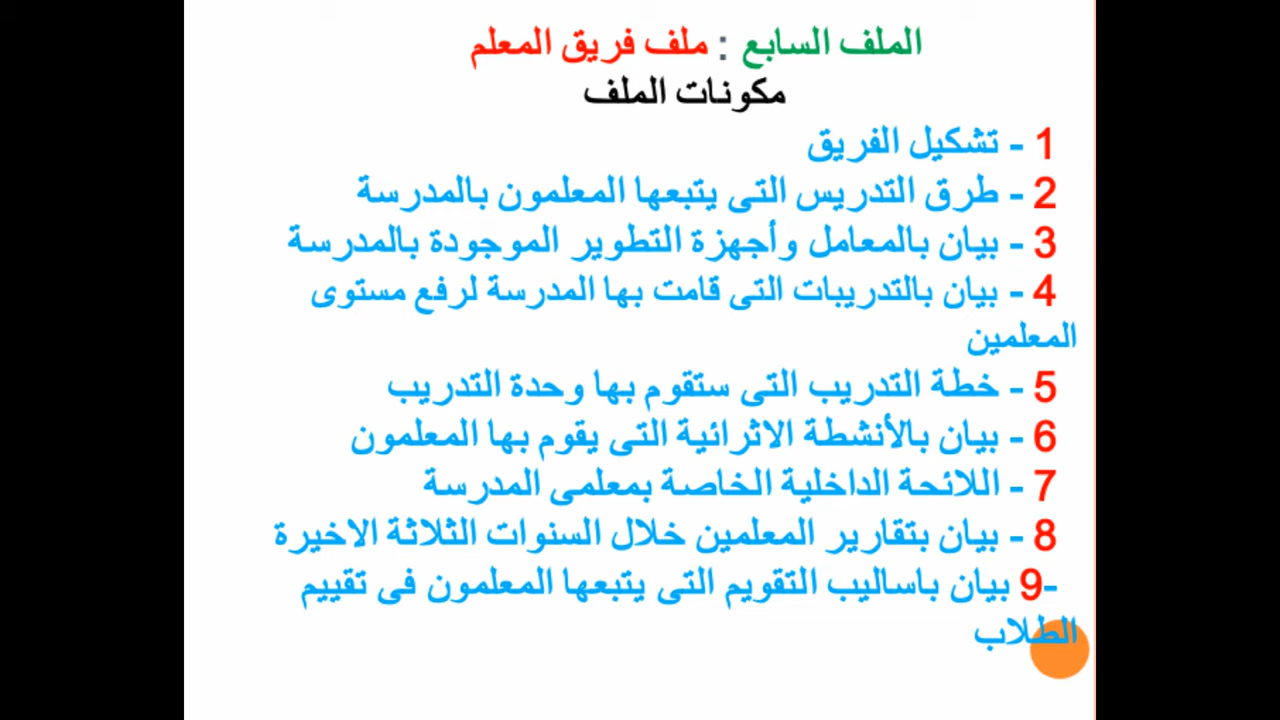 الملف السابع : ملف فريق المعلم
مكونات الملف
1 - تشكيل الفريق
2 - طرق التدريس التى يتبعها المعلمون بالمدرسة
3 - بيان بالمعامل وأجهزة التطوير الموجودة بالمدرسة
4 - بيان بالتدريبات التى قامت بها المدرسة لرفع مستوى
المعلمين
5 - خطة التدريب التى ستقوم بها وحدة التدريب
6 - بيان بالأنشطة الاثرائية التى يقوم بها المعلمون
7 - اللائحة الداخلية الخاصة بمعلمى المدرسة
8 - بيان بتقارير المعلمين خلال السنوات الثلاثة الاخيرة
-9 بيان باساليب التقويم التى يتبعها المعلمون فى تقييم
الطلاب